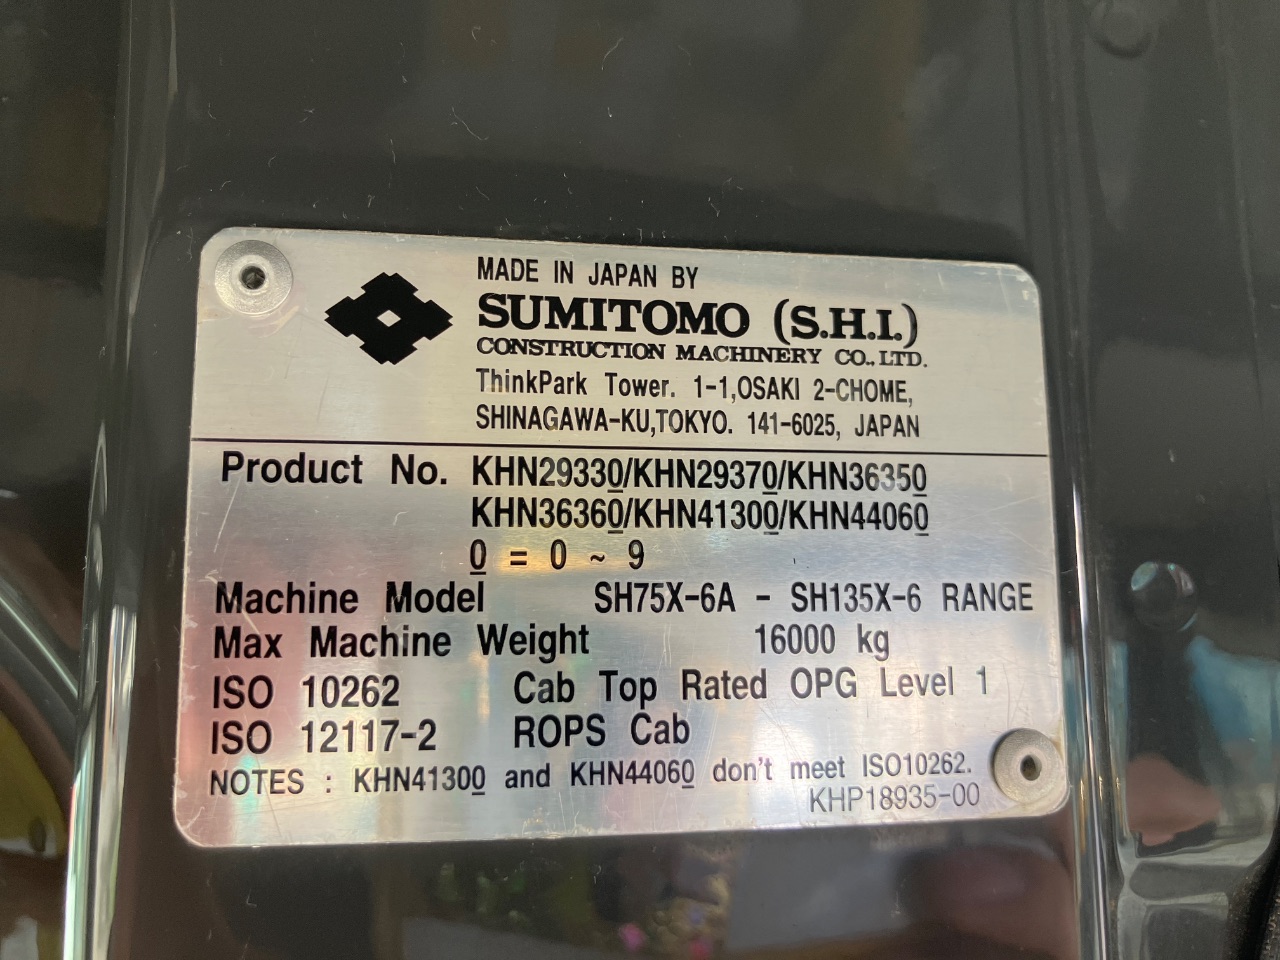 MADE IN JAPAN BY
SUMITOMO (S.H.I.)
CONSTRUCTION MACHINERY CO., LTD.
ThinkPark Tower. 1-1,OSAKI 2-CHOME,
SHINAGAWA-KU,TOKYO. 141-6025, JAPAN
Product No. KHN29330/KHN29370/KHN36350
KHN36360/KHN41300/KHN44060
0 = 0 ~ 9
Machine Model SH75X-6A - SH135X-6 RANGE
Max Machine Weight 16000 kg
ISO 10262 Cab Top Rated OPG Level 1
ISO 12117-2 ROPS Cab
NOTES : KHN41300 and KHN44060 don't meet ISO10262.
KHP18935-00